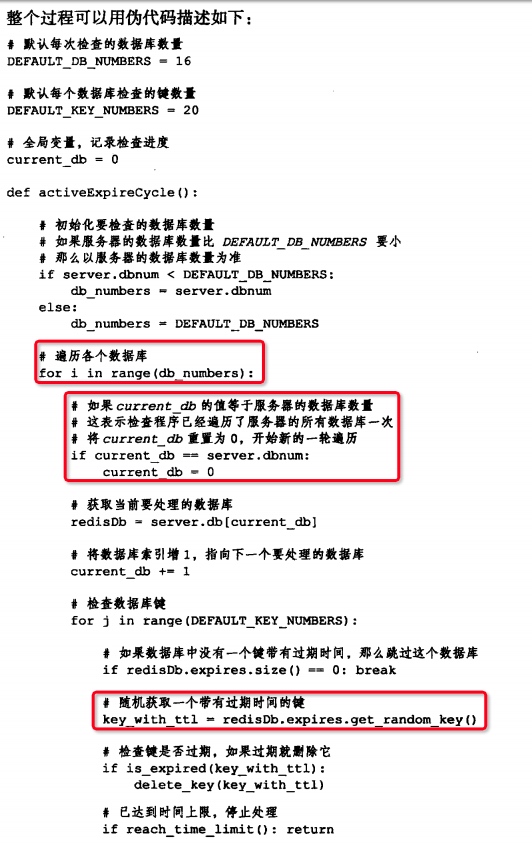 整个过程可以用伪代码描述如下：
# 默认每次检查的数据库数量
DEFAULT_DB_NUMBERS = 16
# 默认每个数据库检查的键数量
DEFAULT_KEY_NUMBERS = 20
# 全局变量，记录检查进度
current_db = 0
def activeExpireCycle():
# 初始化要检查的数据库数量
# 如果服务器的数据库数量比 DEFAULT_DB_NUMBERS 要小
# 那么以服务器的数据库数量为准
if server.dbnum < DEFAULT_DB_NUMBERS:
db_numbers = server.dbnum
else:
db_numbers = DEFAULT_DB_NUMBERS
# 遍历各个数据库
for i in range(db_numbers):
# 如果 current_db 的值等于服务器的数据库数量
# 这表示检查程序已经遍历了服务器的所有数据库一次
# 将 current_db 重置为 0，开始新的一轮遍历
if current_db == server.dbnum:
current_db = 0
# 获取当前要处理的数据库
redisDb = server.db[current_db]
# 将数据库索引增 1，指向下一个要处理的数据库
current_db += 1
# 检查数据库键
for j in range(DEFAULT_KEY_NUMBERS):
# 如果数据库中没有一个键带有过期时间，那么跳过这个数据库
if redisDb.expires.size() == 0: break
# 随机获取一个带有过期时间的键
key_with_ttl = redisDb.expires.get_random_key()
# 检查键是否过期，如果过期就删除它
if is_expired(key_with_ttl):
delete_key(key_with_ttl)
# 已达到时间上限，停止处理
if reach_time_limit(): return